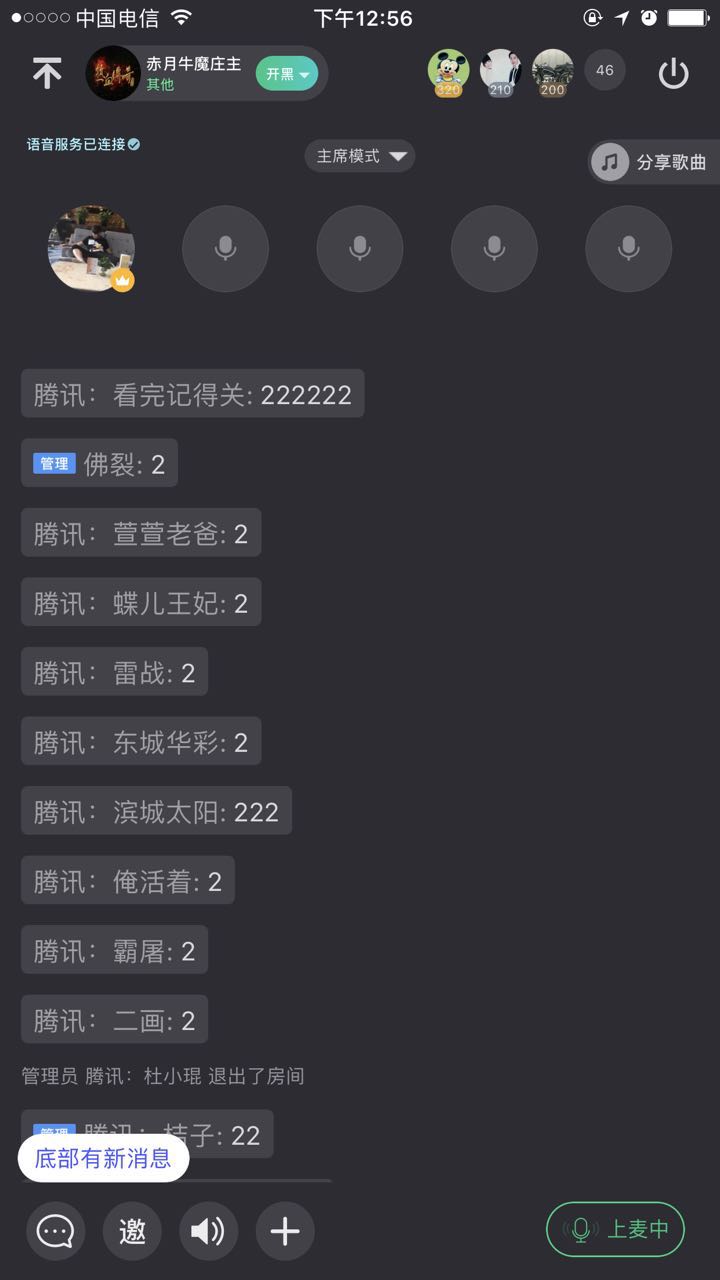 中国电信
下午12:56
赤月牛魔庄主
其他
开黑
320
210
200
46
语音服务已连接
主席模式
分享歌曲
腾讯：看完记得关: 222222
管理 佛裂: 2
腾讯：萱萱老爸: 2
腾讯：蝶儿王妃: 2
腾讯：雷战: 2
腾讯：东城华彩: 2
腾讯：滨城太阳: 222
腾讯：俺活着: 2
腾讯：霸屠: 2
腾讯：二画: 2
管理员 腾讯：杜小琨 退出了房间
管理 腾讯：桔子: 22
底部有新消息
邀
上麦中